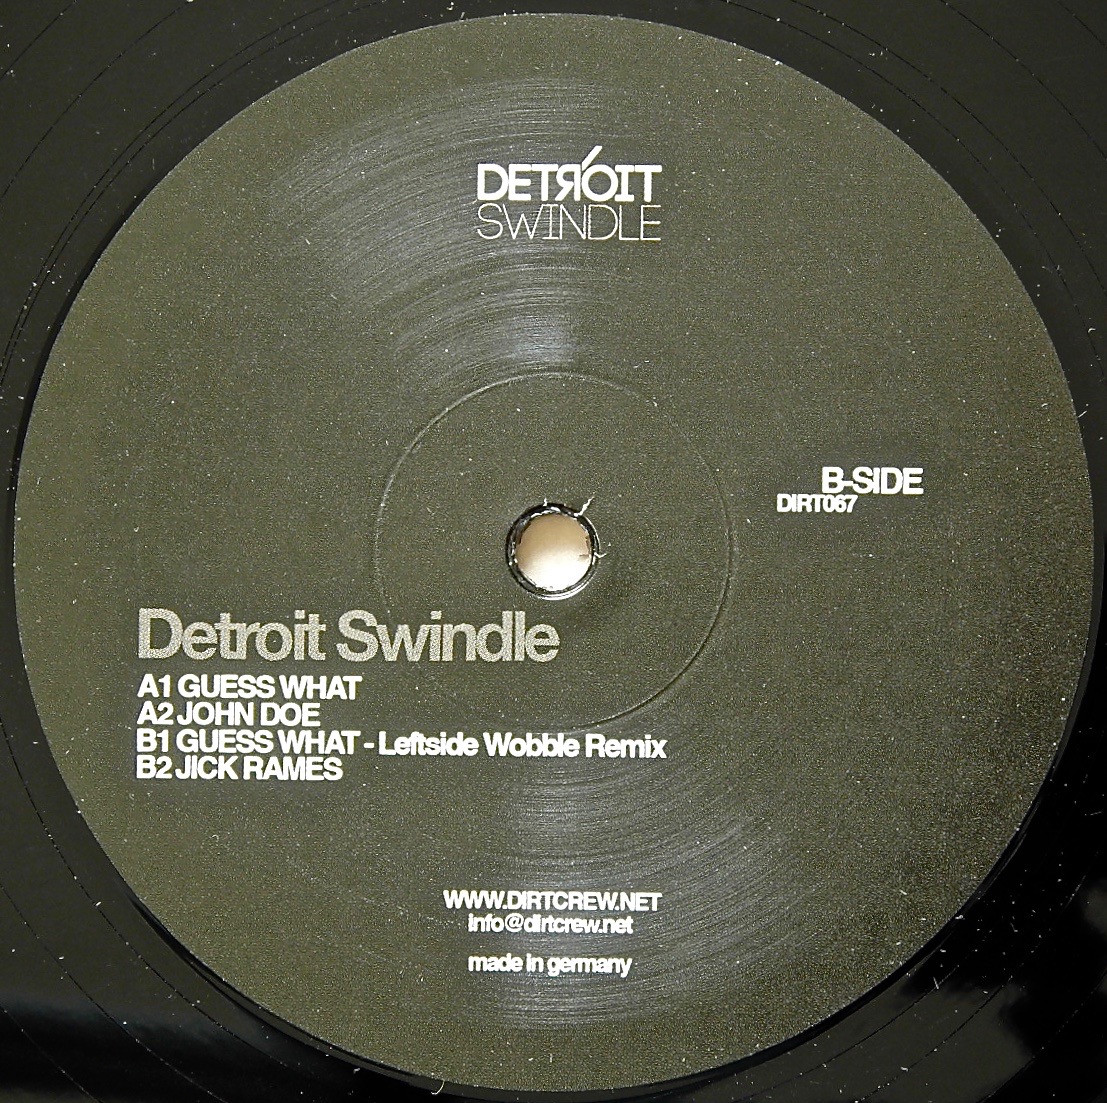 DETЯÓIT
SWINDLE
B-SIDE
DIRT067
Detroit Swindle
A1 GUESS WHAT
A2 JOHN DOE
B1 GUESS WHAT - Leftside Wobble Remix
B2 JICK RAMES
WWW.DIRTCREW.NET
info@dirtcrew.net
made in germany